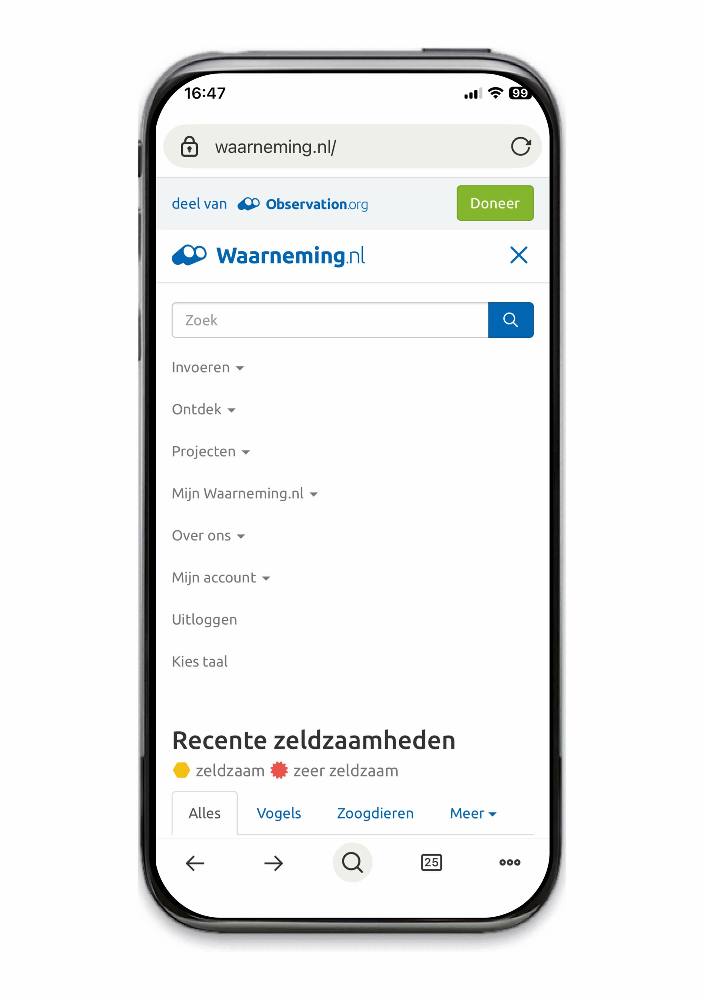 16:47 99
waarneming.nl/
deel van Observation.org Doneer
Waarneming.nl
Zoek
Invoeren
Ontdek
Projecten
Mijn Waarneming.nl
Over ons
Mijn account
Uitloggen
Kies taal
Recente zeldzaamheden
zeldzaam zeer zeldzaam
Alles Vogels Zoogdieren Meer
25